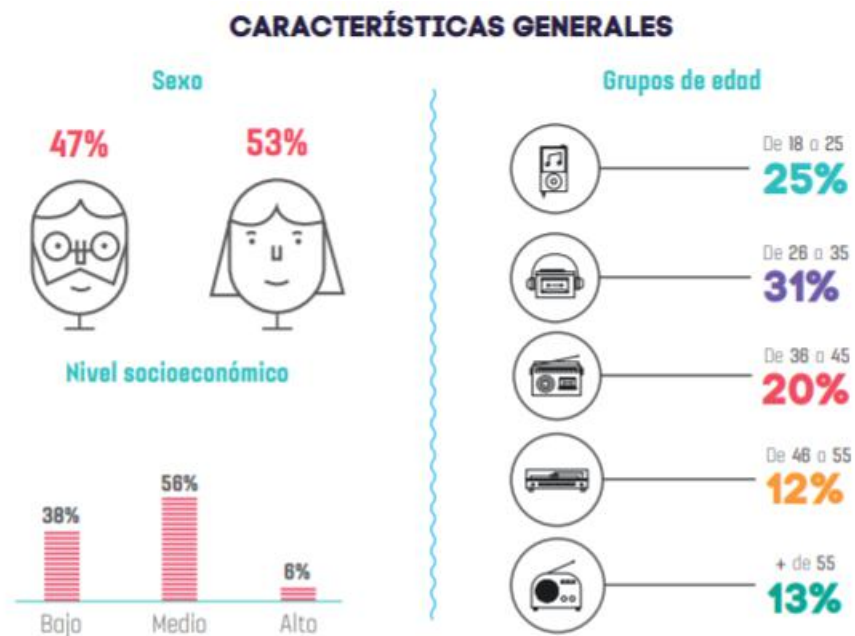 CARACTERÍSTICAS GENERALES
Sexo
47% 53%
Nivel socioeconómico
38%
56%
6%
Bajo Medio Alto
Grupos de edad
De 18 a 25
25%
De 26 a 35
31%
De 36 a 45
20%
De 46 a 55
12%
+ de 55
13%